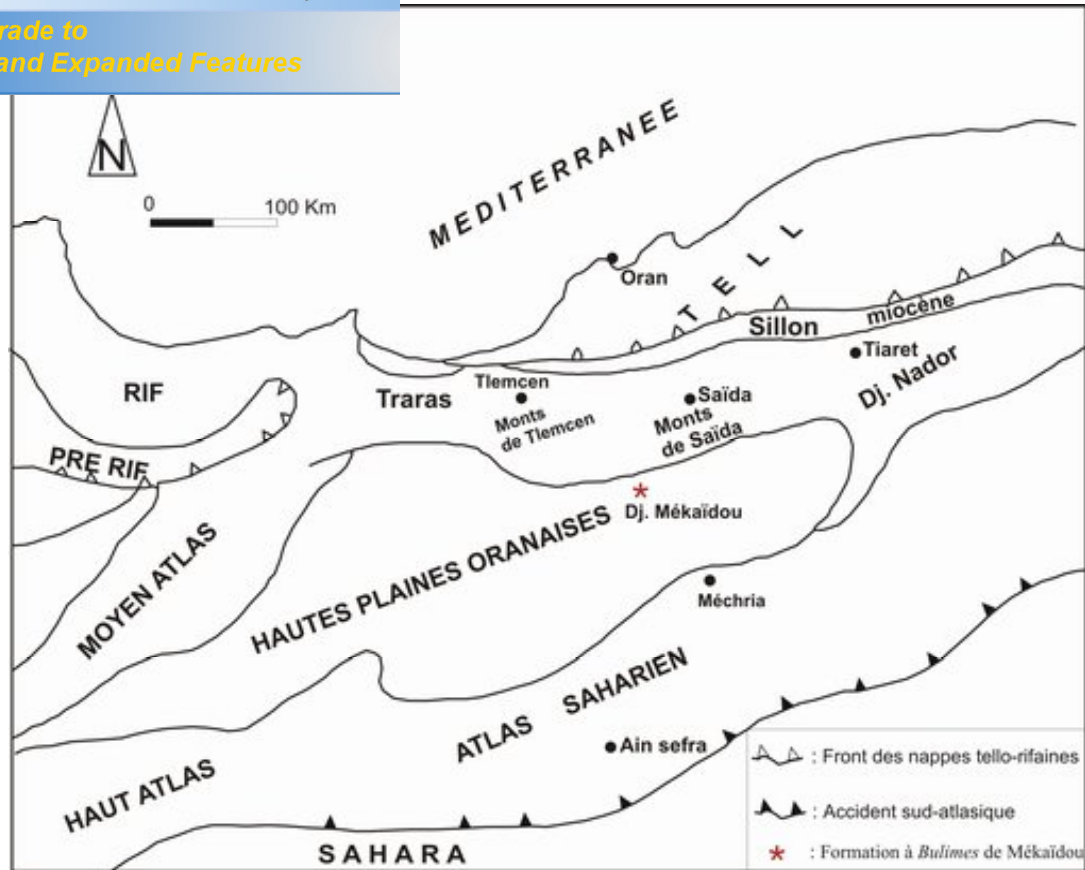 rade to
and Expanded Features
N
0 100 Km
MEDITERRANEE
Oran
TELL
Sillon miocène
Tiaret
Dj. Nador
RIF
Traras
Tlemcen
Monts
de Tlemcen
Saïda
Monts
de Saïda
PRE RIF
Dj. Mékaïdou
MOYEN ATLAS
HAUTES PLAINES ORANAISES
Méchria
ATLAS SAHARIEN
Ain sefra
HAUT ATLAS
SAHARA
: Front des nappes tello-rifaines
: Accident sud-atlasique
* : Formation à Bulimes de Mékaïdou